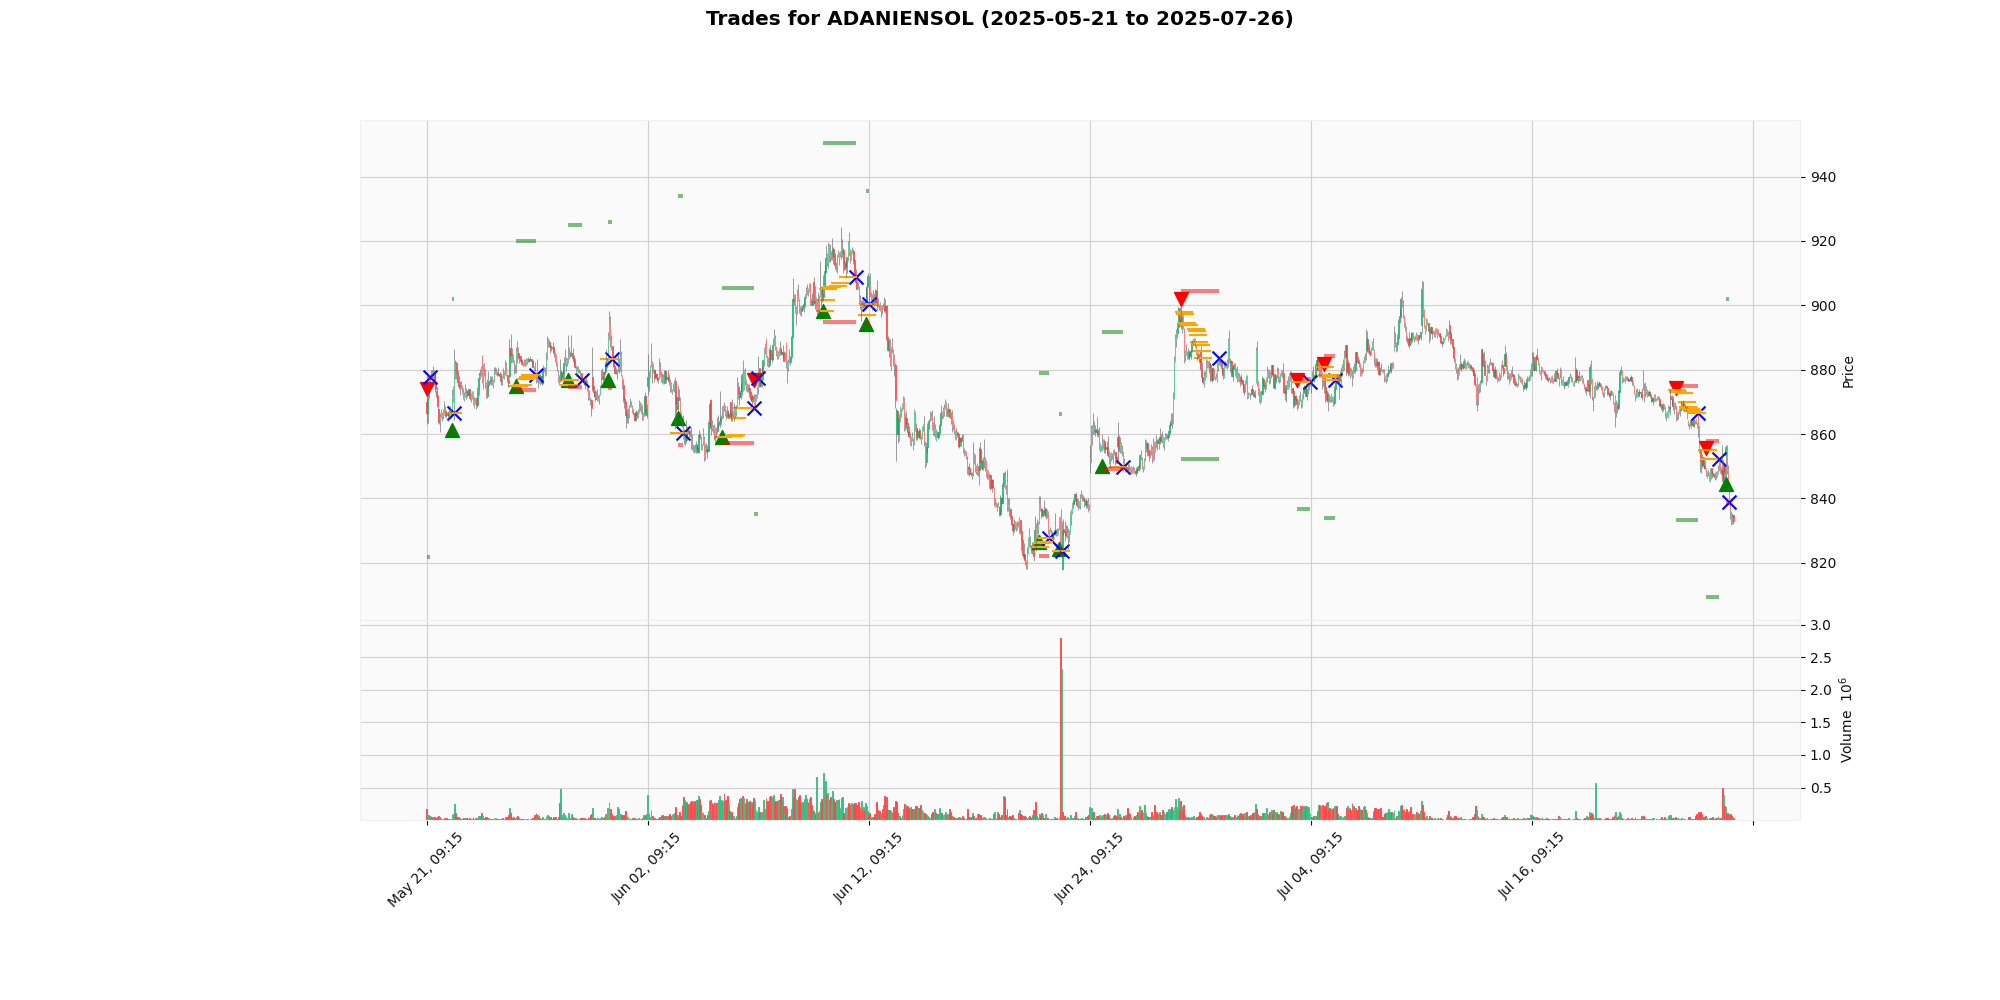 Trades for ADANIENSOL (2025-05-21 to 2025-07-26)
940
920
900
880
860
840
820
Price
3.0
2.5
2.0
1.5
1.0
0.5
Volume 10^6
May 21, 09:15
Jun 02, 09:15
Jun 12, 09:15
Jun 24, 09:15
Jul 04, 09:15
Jul 16, 09:15